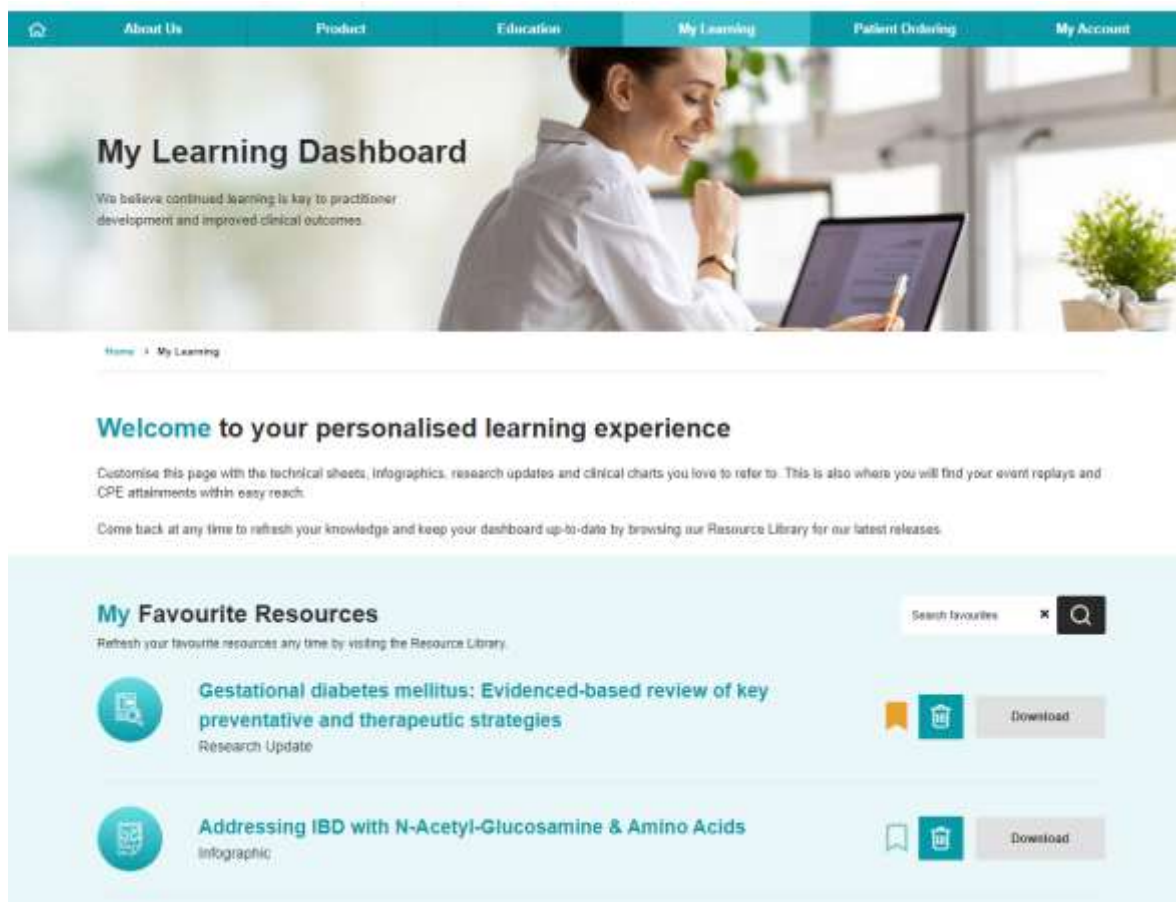 About Us Product Education My Learning Patient Ordering My Account
My Learning Dashboard
We believe continued learning is key to practitioner
development and improved clinical outcomes.
Home > My Learning
Welcome to your personalised learning experience
Customise this page with the technical sheets, infographics, research updates and clinical charts you love to refer to. This is also where you will find your event replays and
CPE attainments within easy reach.
Come back at any time to refresh your knowledge and keep your dashboard up-to-date by browsing our Resource Library for our latest releases.
My Favourite Resources
Search favourites
Refresh your favourite resources any time by visiting the Resource Library.
Gestational diabetes mellitus: Evidenced-based review of key
preventative and therapeutic strategies
Research Update
Download
Addressing IBD with N-Acetyl-Glucosamine & Amino Acids
Infographic
Download